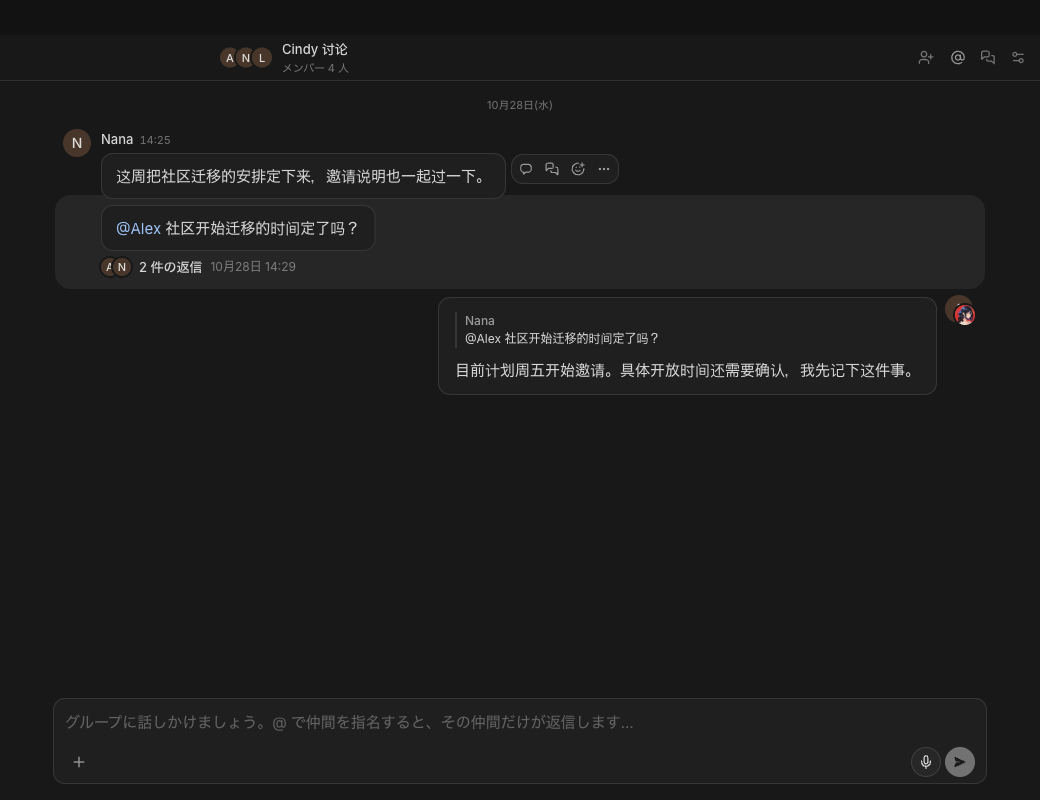 A N L
Cindy 讨论
メンバー 4 人
10月28日(水)
N
Nana 14:25
这周把社区迁移的安排定下来，邀请说明也一起过一下。
@Alex 社区开始迁移的时间定了吗？
A N 2 件の返信 10月28日 14:29
Nana
@Alex 社区开始迁移的时间定了吗？
目前计划周五开始邀请。具体开放时间还需要确认，我先记下这件事。
グループに話しかけましょう。@ で仲間を指名すると、その仲間だけが返信します...